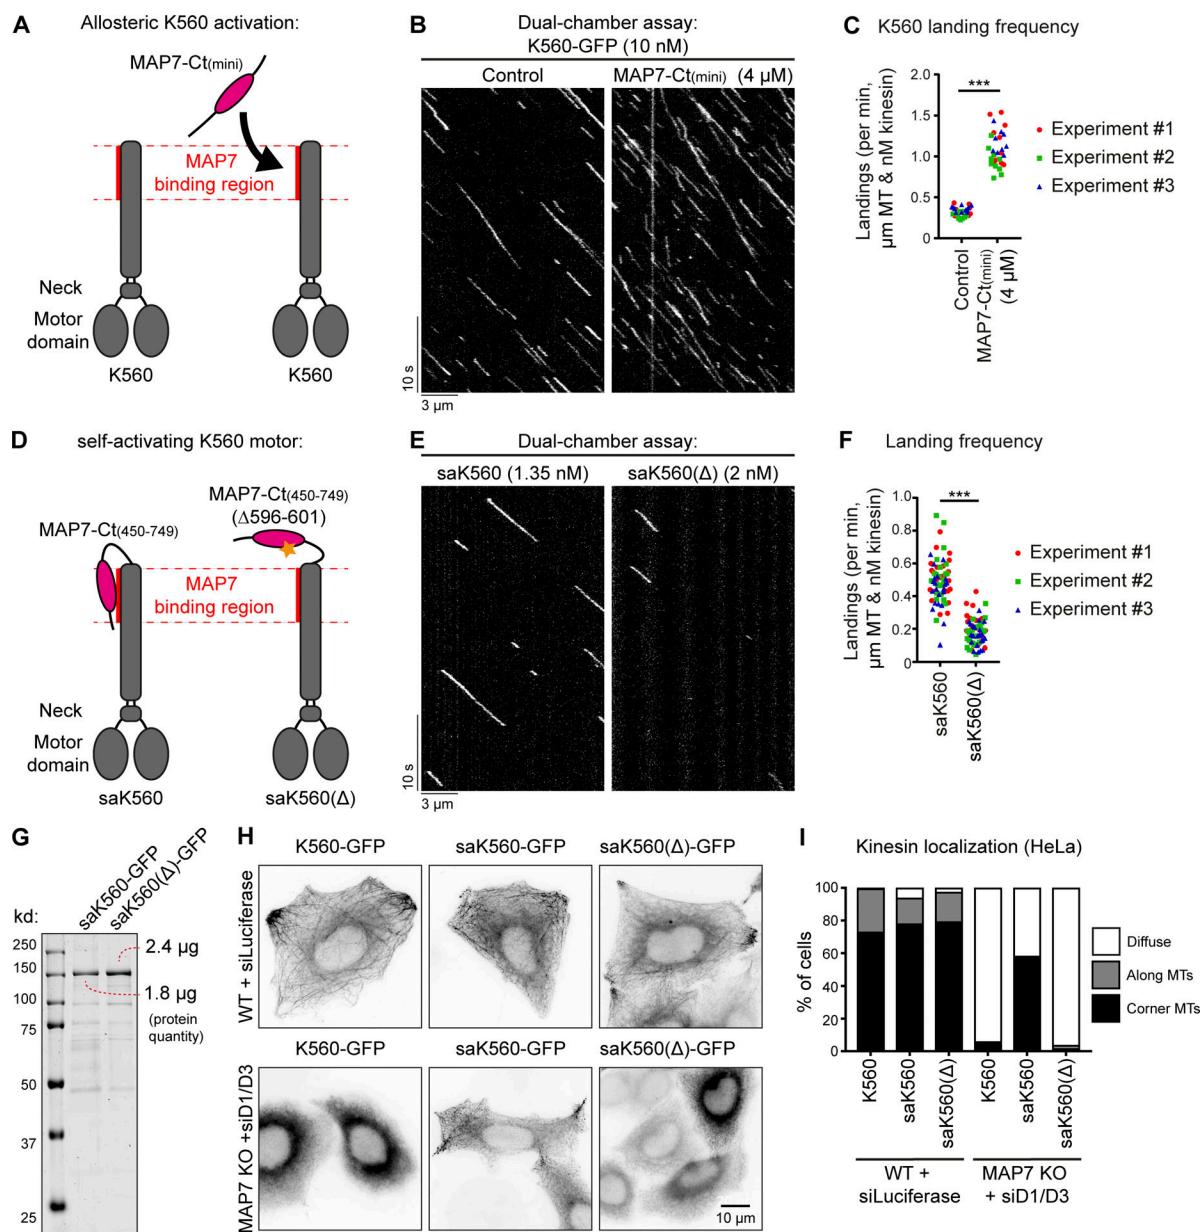 A Allosteric K560 activation:
MAP7-Ct(mini)
MAP7
binding region
Neck
Motor
domain
K560
K560
B Dual-chamber assay:
K560-GFP (10 nM)
Control
MAP7-Ct(mini) (4 µM)
10 s
3 µm
C K560 landing frequency
Landings (per min,
µm MT & nM kinesin)
2.0
1.5
1.0
0.5
0
***
Control
MAP7-Ct(mini)
(4 µM)
Experiment #1
Experiment #2
Experiment #3
D self-activating K560 motor:
MAP7-Ct(450-749)
MAP7-Ct(450-749)
(Δ596-601)
MAP7
binding region
Neck
Motor
domain
saK560
saK560(Δ)
E Dual-chamber assay:
saK560 (1.35 nM)
saK560(Δ) (2 nM)
10 s
3 µm
F Landing frequency
Landings (per min,
µm MT & nM kinesin)
1.0
0.8
0.6
0.4
0.2
0
***
saK560
saK560(Δ)
Experiment #1
Experiment #2
Experiment #3
G
saK560-GFP
saK560(Δ)-GFP
kd:
250
150
100
75
50
37
25
2.4 µg
1.8 µg
(protein
quantity)
H
K560-GFP
saK560-GFP
saK560(Δ)-GFP
WT + siLuciferase
K560-GFP
saK560-GFP
saK560(Δ)-GFP
MAP7 KO +siD1/D3
10 µm
I Kinesin localization (HeLa)
% of cells
100
80
60
40
20
0
Diffuse
Along MTs
Corner MTs
K560
saK560
saK560(Δ)
K560
saK560
saK560(Δ)
WT +
siLuciferase
MAP7 KO
+ siD1/D3